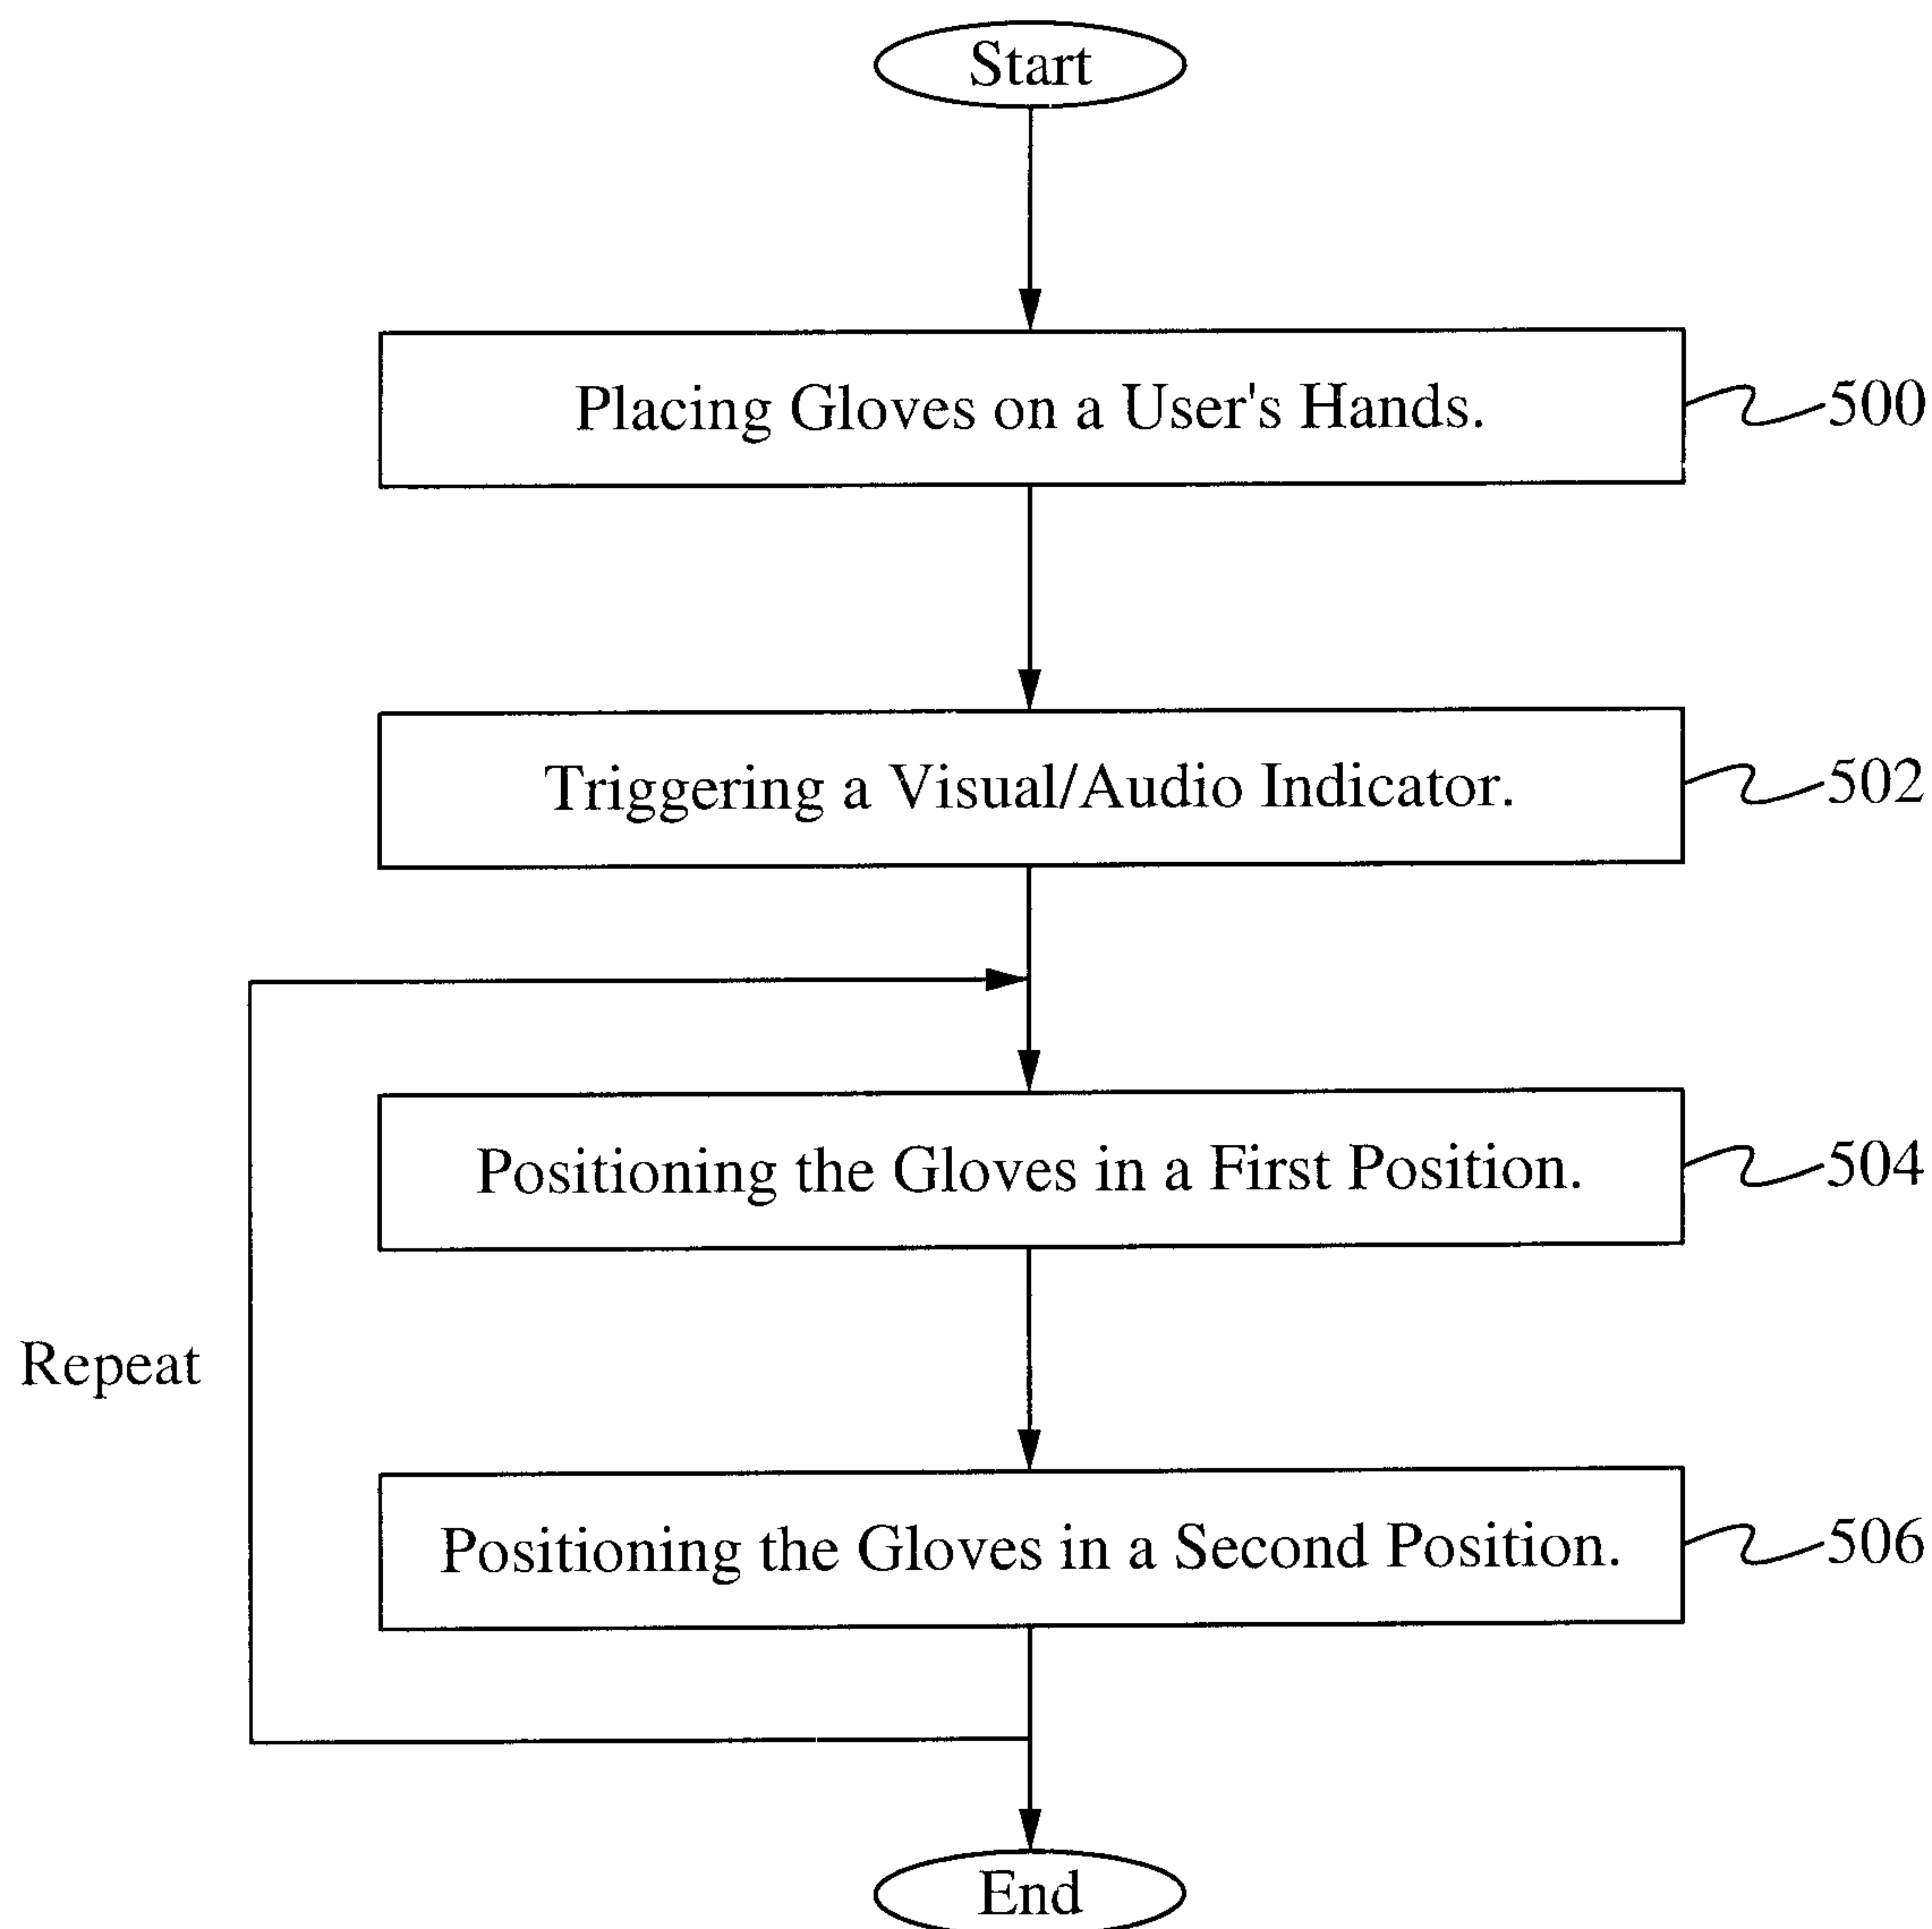 Start
Placing Gloves on a User's Hands.
500
Triggering a Visual/Audio Indicator.
502
Positioning the Gloves in a First Position.
504
Repeat
Positioning the Gloves in a Second Position.
506
End